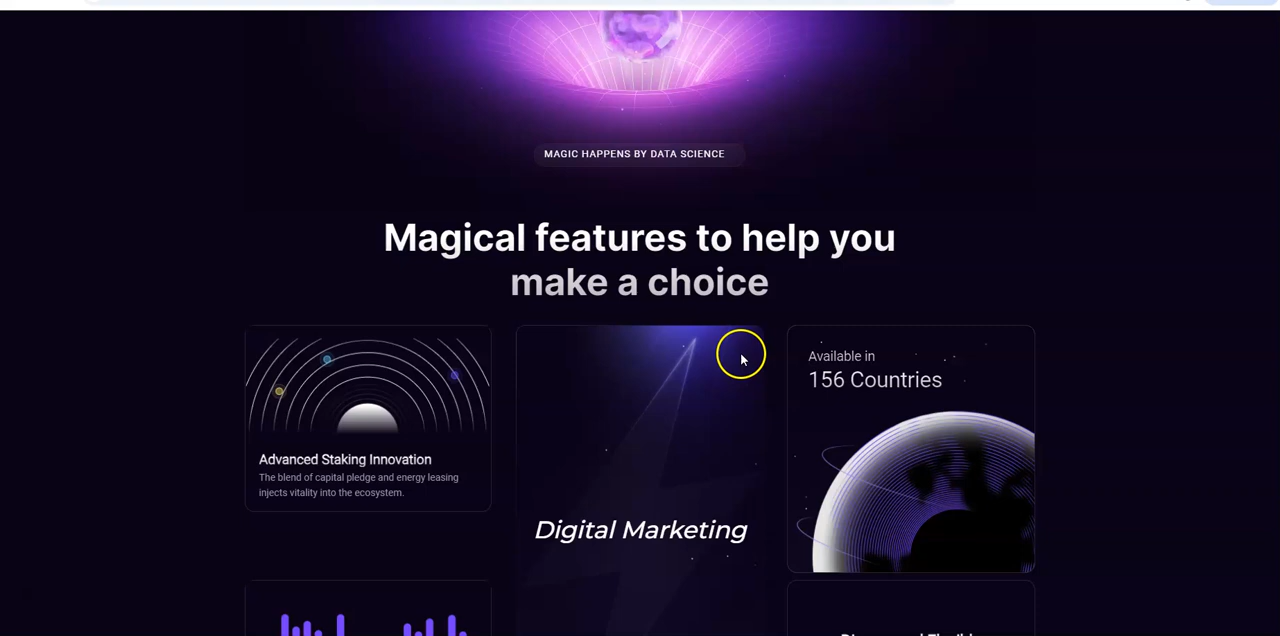 MAGIC HAPPENS BY DATA SCIENCE
Magical features to help you
make a choice
Advanced Staking Innovation
The blend of capital pledge and energy leasing
injects vitality into the ecosystem.
Digital Marketing
Available in
156 Countries